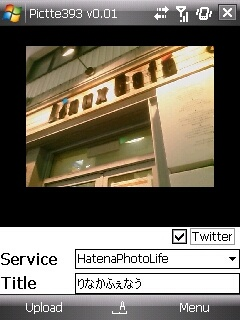 Pictte393 v0.01
Twitter
Service
HatenaPhotoLife
Title
りなかふぇなう
Upload
Menu